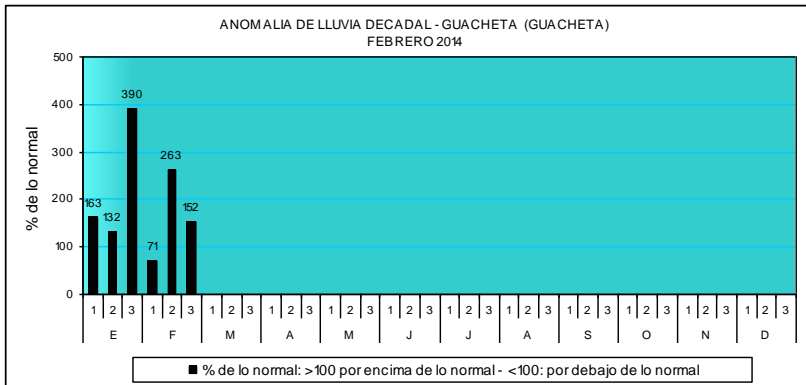 ANOMALIA DE LLUVIA DECADAL - GUACHETA (GUACHETA)
FEBRERO 2014
% de lo normal
500
400
300
200
100
0
163
132
390
71
263
152
1 2 3 1 2 3 1 2 3 1 2 3 1 2 3 1 2 3 1 2 3 1 2 3 1 2 3 1 2 3 1 2 3 1 2 3
E F M A M J J A S O N D
% de lo normal: >100 por encima de lo normal - <100: por debajo de lo normal